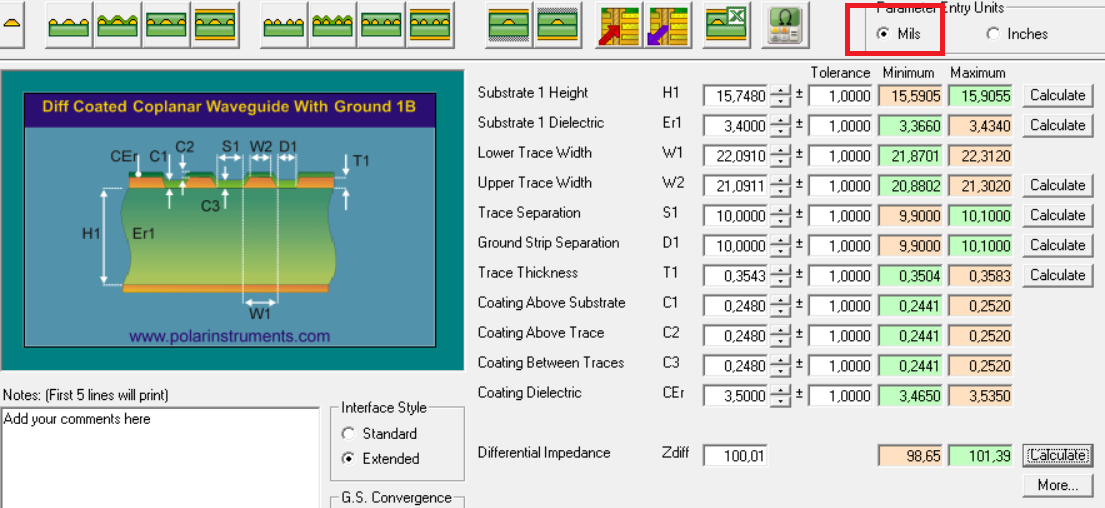 Parameter Entry Units
Mils Inches
Diff Coated Coplanar Waveguide With Ground 1B
CEr C1 C2 S1 W2 D1 T1
C3
H1 Er1
W1
www.polarinstruments.com
Notes: (First 5 lines will print)
Add your comments here
Interface Style
Standard
Extended
G.S. Convergence
Tolerance Minimum Maximum
Substrate 1 Height H1 15,7480 ± 1,0000 15,5905 15,9055 Calculate
Substrate 1 Dielectric Er1 3,4000 ± 1,0000 3,3660 3,4340 Calculate
Lower Trace Width W1 22,0910 ± 1,0000 21,8701 22,3120
Upper Trace Width W2 21,0911 ± 1,0000 20,8802 21,3020 Calculate
Trace Separation S1 10,0000 ± 1,0000 9,9000 10,1000 Calculate
Ground Strip Separation D1 10,0000 ± 1,0000 9,9000 10,1000 Calculate
Trace Thickness T1 0,3543 ± 1,0000 0,3504 0,3583 Calculate
Coating Above Substrate C1 0,2480 ± 1,0000 0,2441 0,2520
Coating Above Trace C2 0,2480 ± 1,0000 0,2441 0,2520
Coating Between Traces C3 0,2480 ± 1,0000 0,2441 0,2520
Coating Dielectric CEr 3,5000 ± 1,0000 3,4650 3,5350
Differential Impedance Zdiff 100,01 98,65 101,39 Calculate
More...